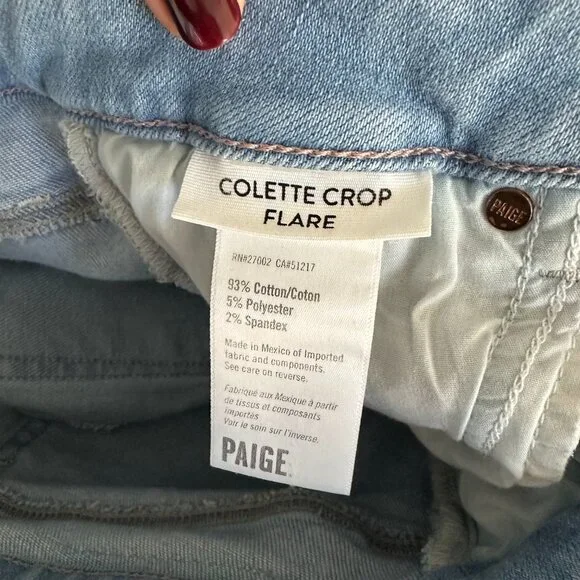 COLETTE CROP
FLARE
PAIGE
RN#27002 CA#51217
93% Cotton/Coton
5% Polyester
2% Spandex
Made in Mexico of Imported
fabric and components.
See care on reverse.
Fabriqué aux Mexique à partir
de tissus et composants
importés
Voir le soin sur l'inverse.
PAIGE